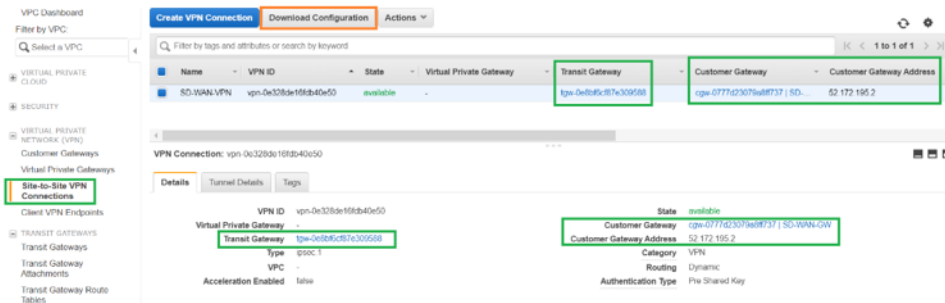 VPC Dashboard
Filter by VPC:
Select a VPC
VIRTUAL PRIVATE
CLOUD
SECURITY
VIRTUAL PRIVATE
NETWORK (VPN)
Customer Gateways
Virtual Private Gateways
Site-to-Site VPN
Connections
Client VPN Endpoints
TRANSIT GATEWAYS
Transit Gateways
Transit Gateway
Attachments
Transit Gateway Route
Tables
Create VPN Connection Download Configuration Actions
Filter by tags and attributes or search by keyword
1 to 1 of 1
Name VPN ID State Virtual Private Gateway Transit Gateway Customer Gateway Customer Gateway Address
SD-WAN-VPN vpn-0e328de16fdb40e50 available - tgw-0e6bf6cf87e309588 cgw-0777d23079a8ff737 | SD-... 52.172.195.2
VPN Connection: vpn-0e328de16fdb40e50
Details Tunnel Details Tags
VPN ID vpn-0e328de16fdb40e50 State available
Virtual Private Gateway - Customer Gateway cgw-0777d23079a8ff737 | SD-WAN-GW
Transit Gateway tgw-0e6bf6cf87e309588 Customer Gateway Address 52.172.195.2
Type ipsec.1 Category VPN
VPC - Routing Dynamic
Acceleration Enabled false Authentication Type Pre Shared Key